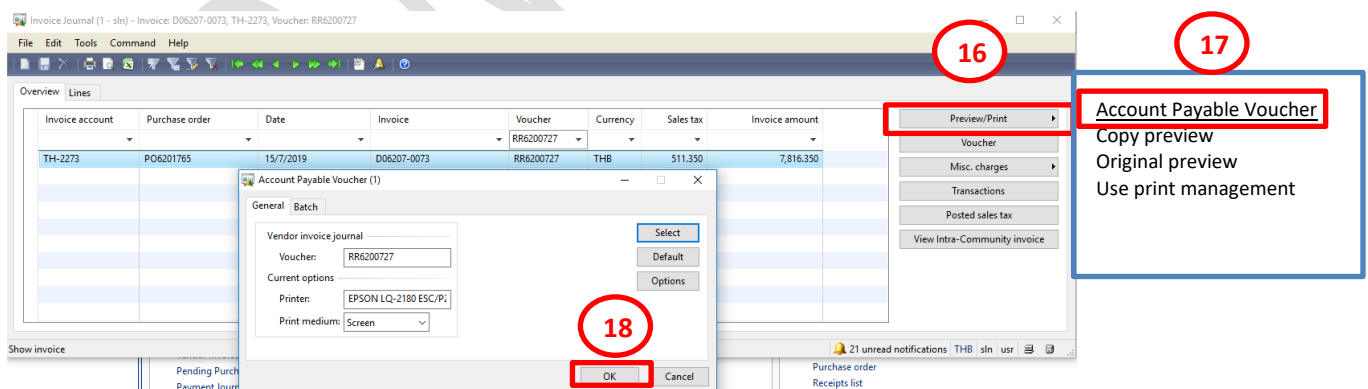 Invoice Journal (1 - sln) - Invoice: D06207-0073, TH-2273, Voucher: RR6200727
File Edit Tools Command Help
16
17
Overview Lines
Invoice account Purchase order Date Invoice Voucher Currency Sales tax Invoice amount
RR6200727
TH-2273 PO6201765 15/7/2019 D06207-0073 RR6200727 THB 511.350 7,816.350
Preview/Print
Voucher
Misc. charges
Transactions
Posted sales tax
View Intra-Community invoice
Account Payable Voucher
Copy preview
Original preview
Use print management
Account Payable Voucher (1)
General Batch
Vendor invoice journal
Voucher: RR6200727
Current options
Printer: EPSON LQ-2180 ESC/P
Print medium: Screen
Select
Default
Options
18
OK Cancel
Show invoice
21 unread notifications THB sln usr
Pending Purch
Purchase order
Receipts list